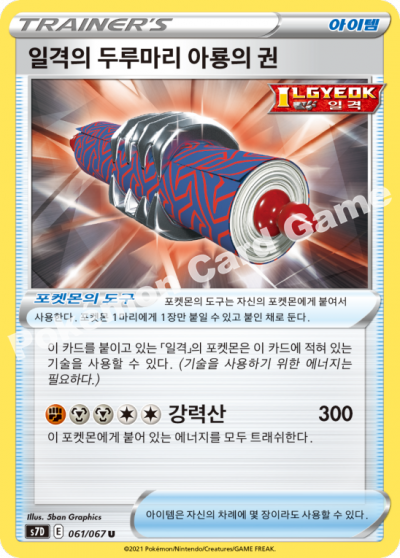 TRAINER'S
아이템
일격의 두루마리 아룡의 권
ILGYEOK
일격
포켓몬의 도구
포켓몬의 도구는 자신의 포켓몬에게 붙여서
사용한다. 포켓몬 1마리에게 1장만 붙일 수 있고 붙인 채로 둔다.
이 카드를 붙이고 있는 「일격」의 포켓몬은 이 카드에 적혀 있는
기술을 사용할 수 있다. (기술을 사용하기 위한 에너지는
필요하다.)
강력산 300
이 포켓몬에게 붙어 있는 에너지를 모두 트래쉬한다.
Illus. 5ban Graphics
아이템은 자신의 차례에 몇 장이라도 사용할 수 있다.
s7D E 061/067 U
©2021 Pokémon/Nintendo/Creatures/GAME FREAK.
Pokémon Card Game